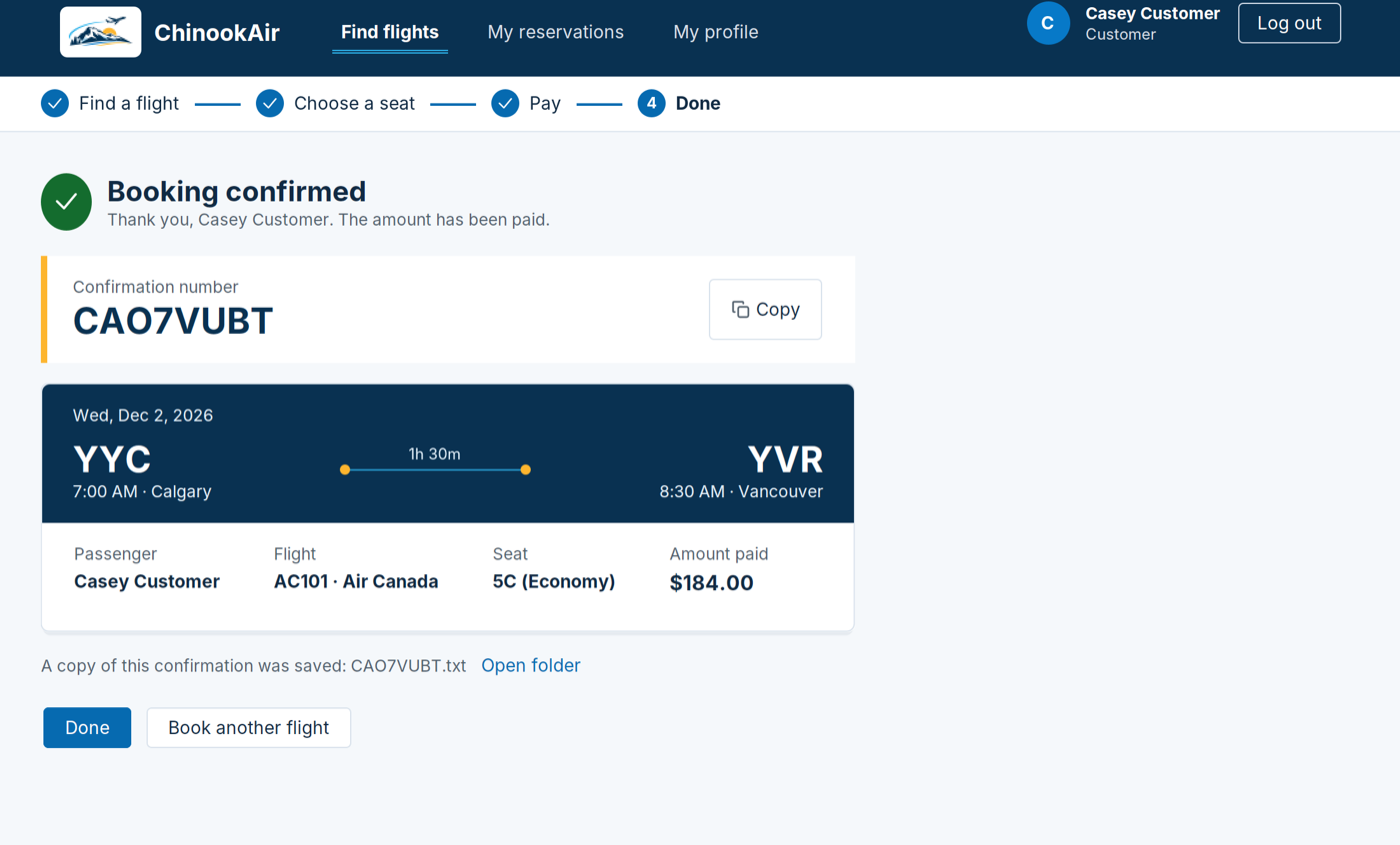 ChinookAir
Find flights
My reservations
My profile
C
Casey Customer
Customer
Log out
Find a flight
Choose a seat
Pay
4
Done
Booking confirmed
Thank you, Casey Customer. The amount has been paid.
Confirmation number
CAO7VUBT
Copy
Wed, Dec 2, 2026
YYC
1h 30m
YVR
7:00 AM · Calgary
8:30 AM · Vancouver
Passenger
Flight
Seat
Amount paid
Casey Customer
AC101 · Air Canada
5C (Economy)
$184.00
A copy of this confirmation was saved: CAO7VUBT.txt
Open folder
Done
Book another flight